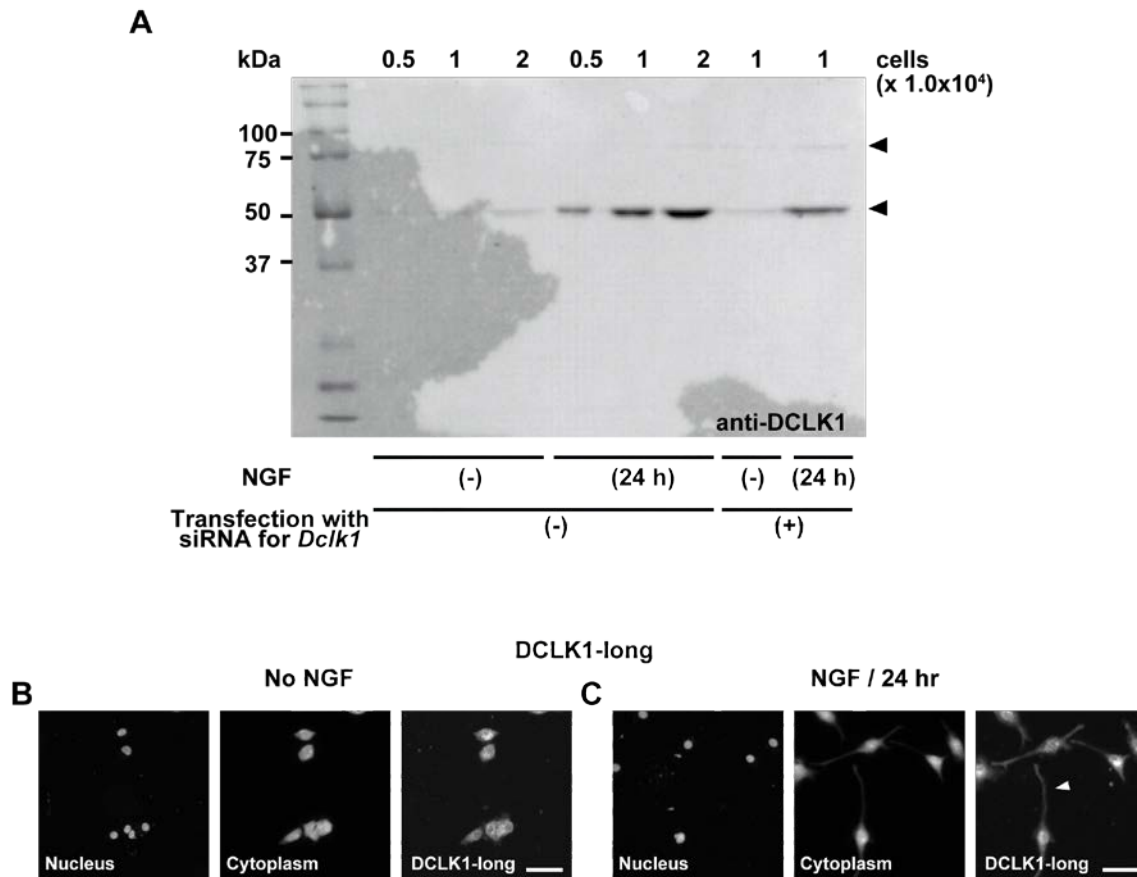 A
kDa 0.5 1 2 0.5 1 2 1 1 cells
(x 1.0x10⁴)
100
75
50
37
anti-DCLK1
NGF (-) (24 h) (-) (24 h)
Transfection with
siRNA for Dclk1 (-) (+)
DCLK1-long
B No NGF C NGF / 24 hr
Nucleus Cytoplasm DCLK1-long Nucleus Cytoplasm DCLK1-long